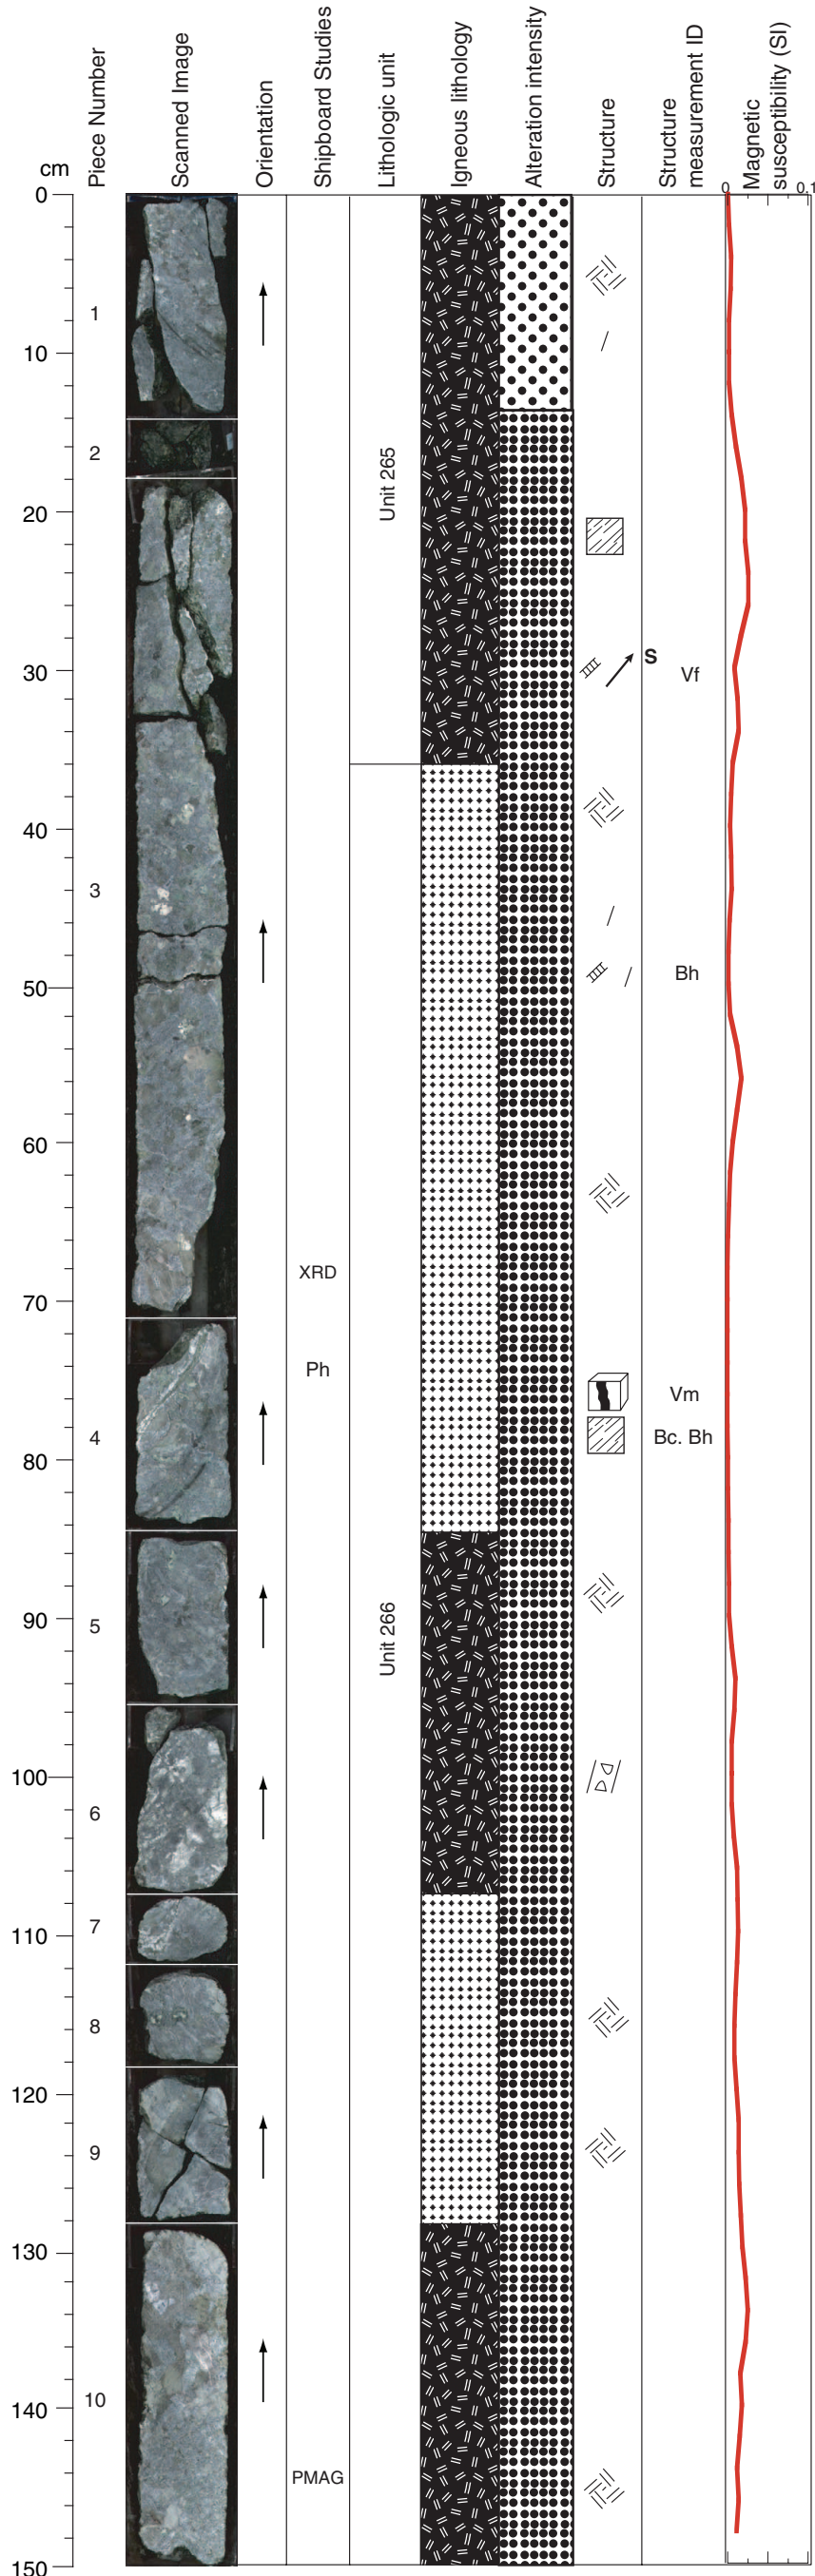 cm
Piece Number
Scanned Image
Orientation
Shipboard Studies
Lithologic unit
Igneous lithology
Alteration intensity
Structure
Structure
measurement ID
Magnetic
susceptibility (SI)
0 0.1
0
1
10
2
Unit 265
20
S
30
Vf
40
3
50
Bh
60
XRD
70
Ph
Vm
4
Bc. Bh
80
90
5
Unit 266
100
6
7
110
8
120
9
130
10
140
PMAG
150